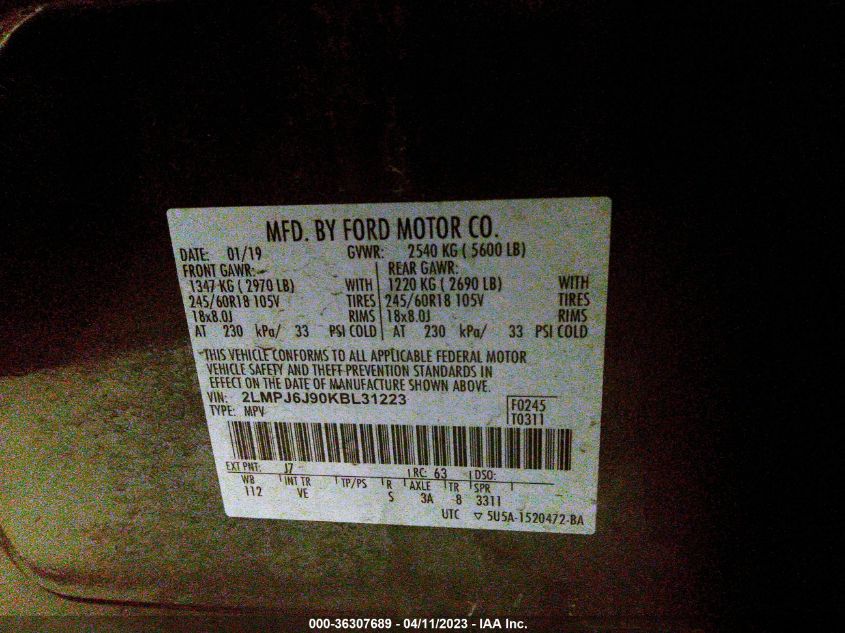 MFD. BY FORD MOTOR CO.
DATE: 01/19 GVWR: 2540 KG ( 5600 LB)
FRONT GAWR: REAR GAWR:
1347 KG ( 2970 LB) WITH 1220 KG ( 2690 LB) WITH
245/60R18 105V TIRES 245/60R18 105V TIRES
18x8.0J RIMS 18x8.0J RIMS
AT 230 kPa/ 33 PSI COLD AT 230 kPa/ 33 PSI COLD
THIS VEHICLE CONFORMS TO ALL APPLICABLE FEDERAL MOTOR
VEHICLE SAFETY AND THEFT PREVENTION STANDARDS IN
EFFECT ON THE DATE OF MANUFACTURE SHOWN ABOVE.
VIN: 2LMPJ6J90KBL31223 F0245
TYPE: MPV T0311
EXT PNT: J7 RC: 63 DSO:
WB INT TR TP/PS R AXLE TR SPR
112 VE S 3A 8 3311
UTC ▽ 5U5A-1520472-BA
000-36307689 - 04/11/2023 - IAA Inc.